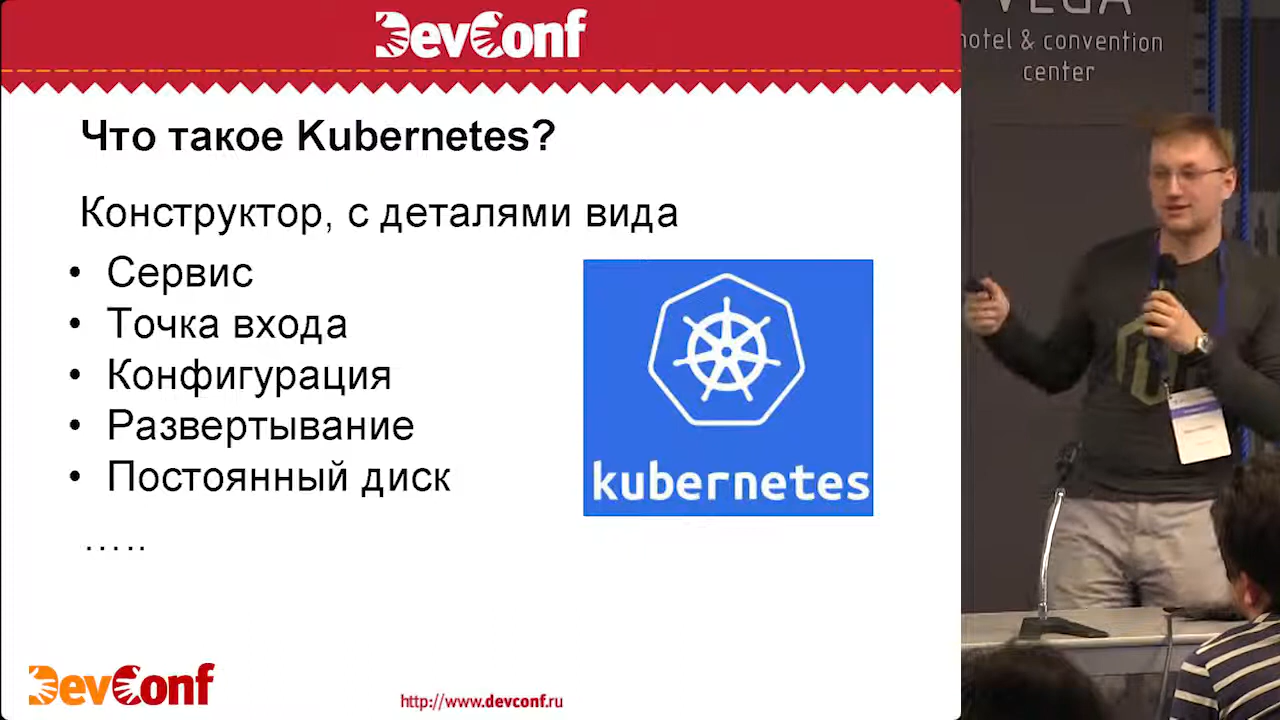 DevConf
Что такое Kubernetes?
Конструктор, с деталями вида
• Сервис
• Точка входа
• Конфигурация
• Развертывание
• Постоянный диск
…..
kubernetes
DevConf
http://www.devconf.ru
VEGA
hotel & convention
center